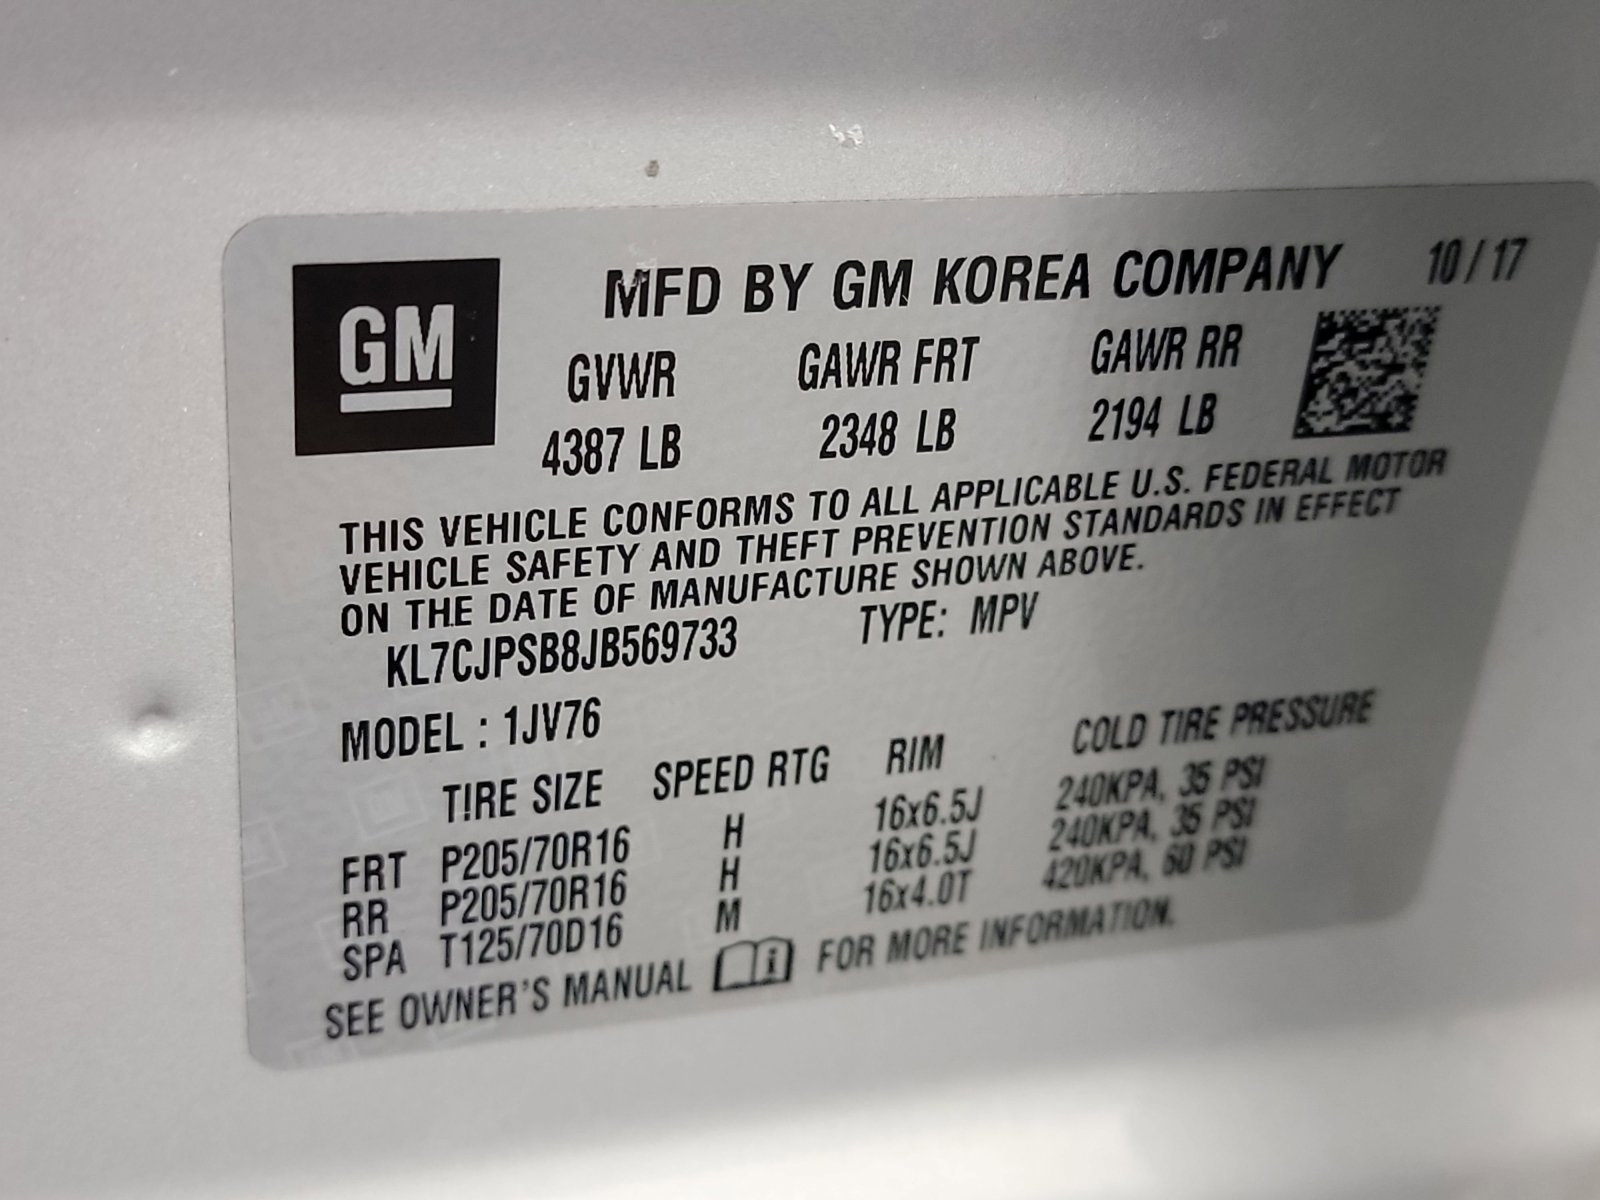 GM
MFD BY GM KOREA COMPANY 10/17
GVWR GAWR FRT GAWR RR
4387 LB 2348 LB 2194 LB
THIS VEHICLE CONFORMS TO ALL APPLICABLE U.S. FEDERAL MOTOR
VEHICLE SAFETY AND THEFT PREVENTION STANDARDS IN EFFECT
ON THE DATE OF MANUFACTURE SHOWN ABOVE.
KL7CJPSB8JB569733 TYPE: MPV
MODEL : 1JV76
TIRE SIZE SPEED RTG RIM COLD TIRE PRESSURE
FRT P205/70R16 H 16x6.5J 240KPA, 35 PSI
RR P205/70R16 H 16x6.5J 240KPA, 35 PSI
SPA T125/70D16 M 16x4.0T 420KPA, 60 PSI
SEE OWNER'S MANUAL i FOR MORE INFORMATION.